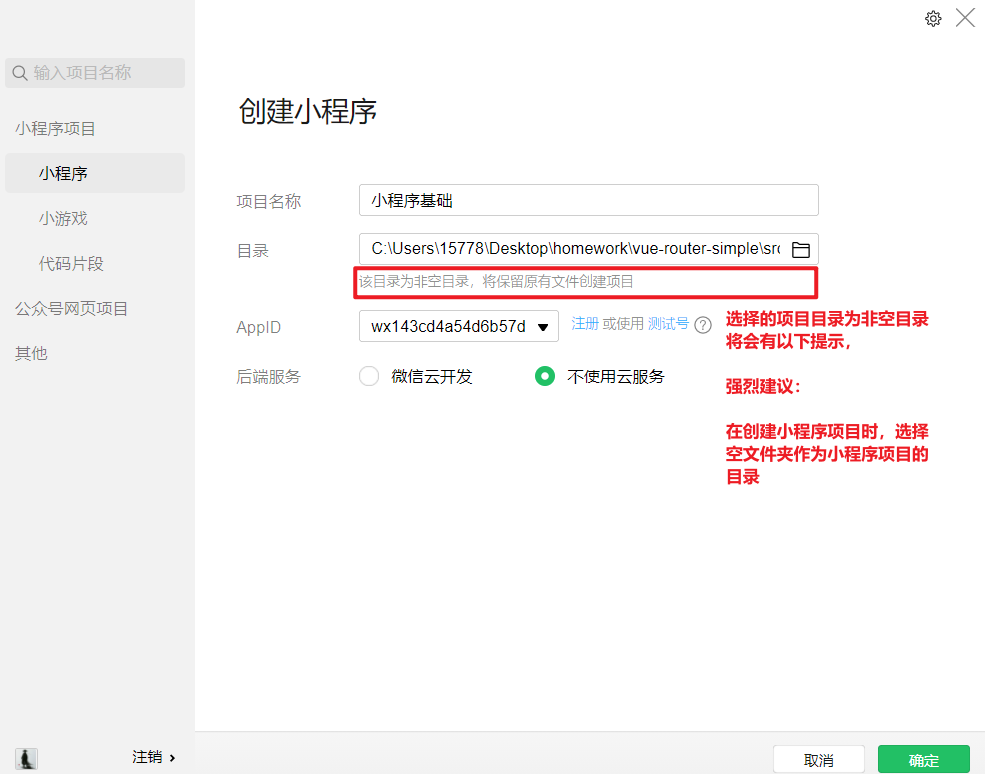 输入项目名称
小程序项目
小程序
小游戏
代码片段
公众号网页项目
其他
注销
创建小程序
项目名称
小程序基础
目录
C:\Users\15778\Desktop\homework\vue-router-simple\src
该目录为非空目录，将保留原有文件创建项目
AppID
wx143cd4a54d6b57d
注册 或使用 测试号 ?
后端服务
微信云开发
不使用云服务
选择的项目目录为非空目录
将会有以下提示，
强烈建议：
在创建小程序项目时，选择
空文件夹作为小程序项目的
目录
取消
确定